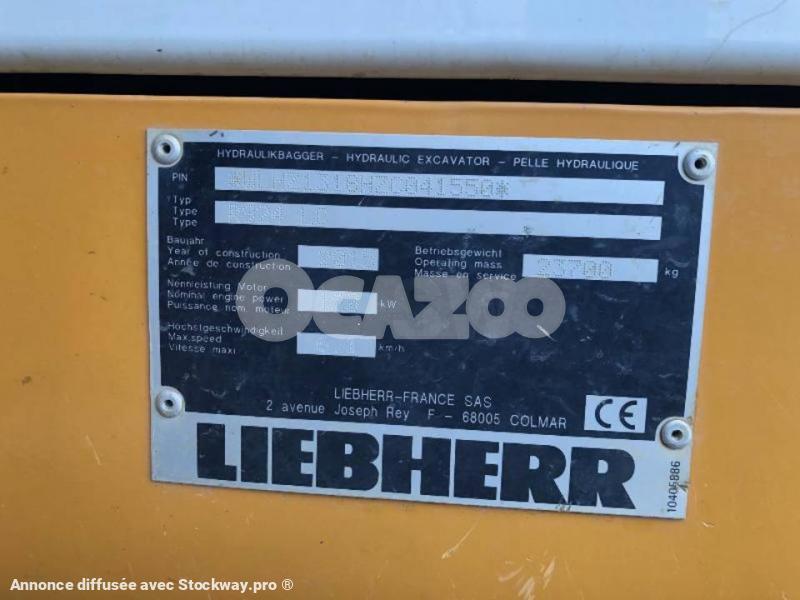 HYDRAULIKBAGGER - HYDRAULIC EXCAVATOR - PELLE HYDRAULIQUE
PIN
Typ
Type
Type
Baujahr
Year of construction
Année de construction
Betriebsgewicht
Operating mass
Masse en service
23700 kg
Nennleistung Motor
Nominal engine power
Puissance nom. moteur
kW
OCAZOO
Höchstgeschwindigkeit
Max.speed
Vitesse maxi
km/h
LIEBHERR-FRANCE SAS
2 avenue Joseph Rey F - 68005 COLMAR
CE
LIEBHERR
10405886
Annonce diffusée avec Stockway.pro ®